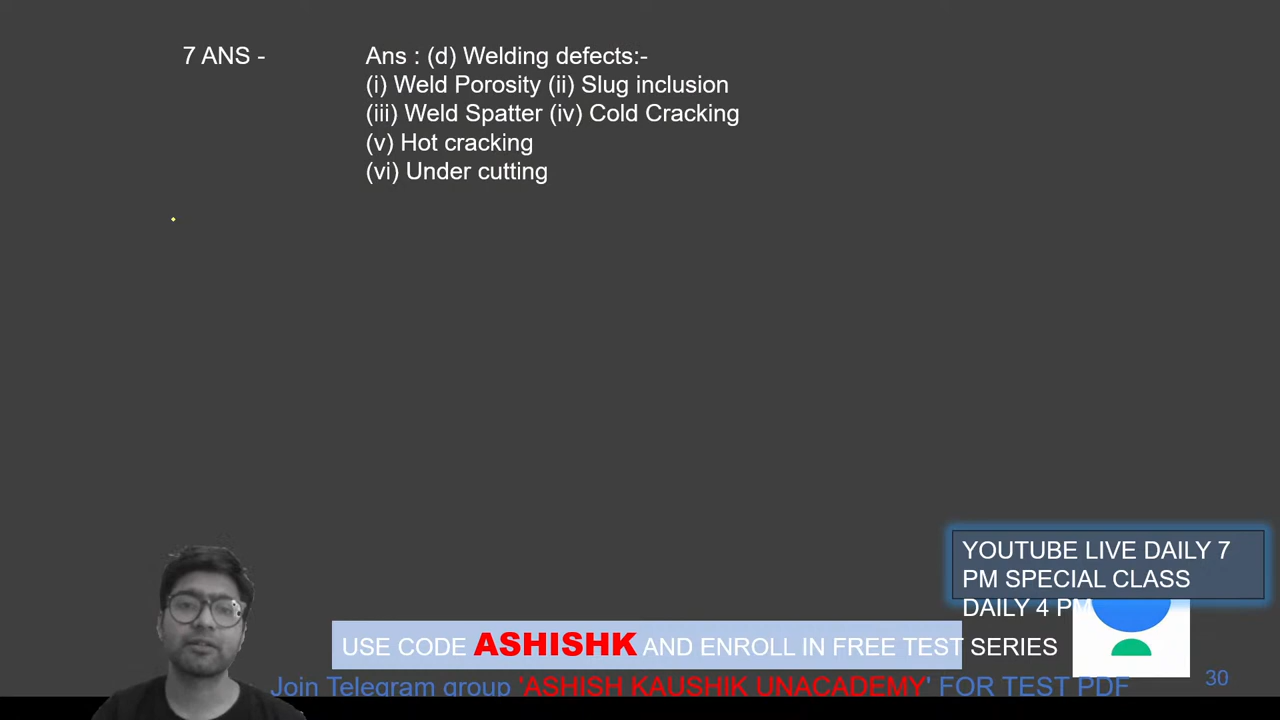 7 ANS -
Ans : (d) Welding defects:-
(i) Weld Porosity (ii) Slug inclusion
(iii) Weld Spatter (iv) Cold Cracking
(v) Hot cracking
(vi) Under cutting
YOUTUBE LIVE DAILY 7
PM SPECIAL CLASS
DAILY 4 PM
USE CODE ASHISHK AND ENROLL IN FREE TEST SERIES
Join Telegram group 'ASHISH KAUSHIK UNACADEMY' FOR TEST PDF
30